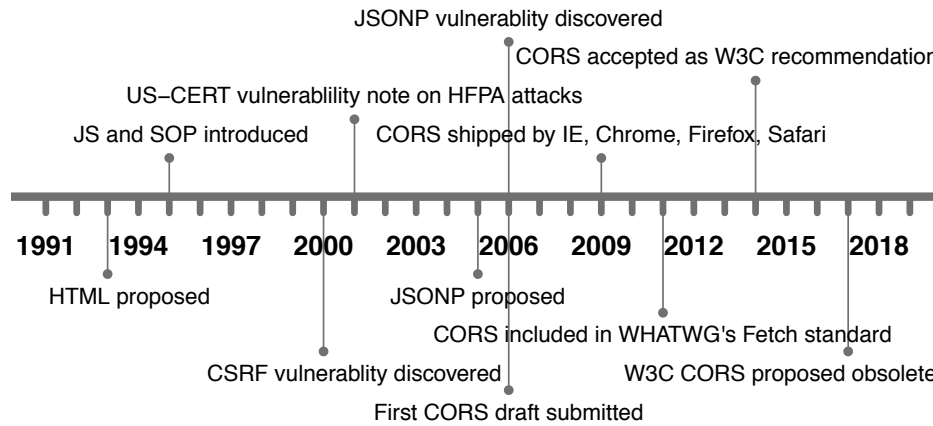 JSONP vulnerablity discovered
CORS accepted as W3C recommendation
US−CERT vulnerablility note on HFPA attacks
JS and SOP introduced
CORS shipped by IE, Chrome, Firefox, Safari
1991 1994 1997 2000 2003 2006 2009 2012 2015 2018
HTML proposed
JSONP proposed
CORS included in WHATWG's Fetch standard
CSRF vulnerablity discovered
W3C CORS proposed obsolete
First CORS draft submitted